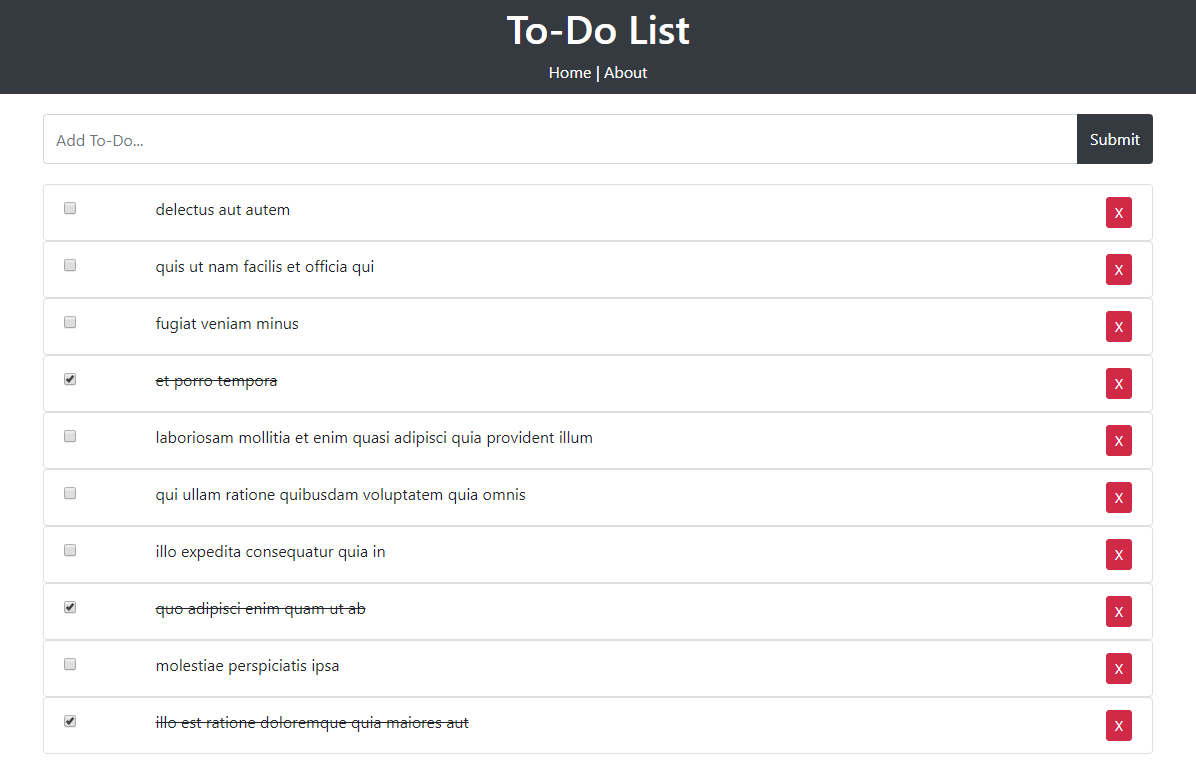 To-Do List
Home | About
Add To-Do...
Submit
delectus aut autem X
quis ut nam facilis et officia qui X
fugiat veniam minus X
et porro tempora X
laboriosam mollitia et enim quasi adipisci quia provident illum X
qui ullam ratione quibusdam voluptatem quia omnis X
illo expedita consequatur quia in X
quo adipisci enim quam ut ab X
molestiae perspiciatis ipsa X
illo est ratione doloremque quia maiores aut X